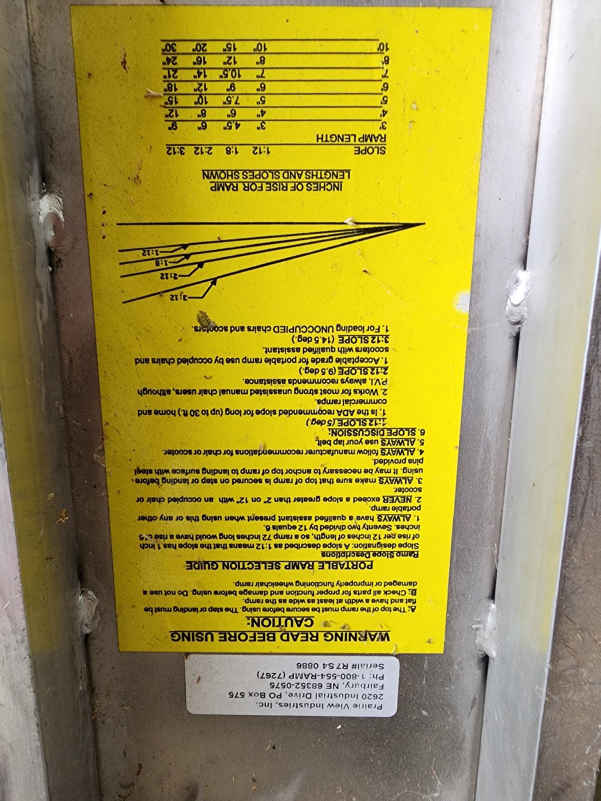 Prairie View Industries, Inc.
2620 Industrial Drive, PO Box 575
Fairbury, NE 68352-0575
Ph: 1-800-554-RAMP (7267)
Serial# R7S4 0886
WARNING READ BEFORE USING
CAUTION:
A: The top of the ramp must be secure before using. The step or landing must be
flat and have a width at least as wide as the ramp.
B: Check all parts for proper function and damage before using. Do not use a
damaged or improperly functioning wheelchair ramp.
PORTABLE RAMP SELECTION GUIDE
Ramp Slope Descriptions
Slope designation: A slope described as 1:12 means that the slope has 1 inch
of rise per 12 inches of length, so a ramp 72 inches long would have a rise of 6
inches. Seventy two divided by 12 equals 6.
1. ALWAYS have a qualified assistant present when using this or any other
portable ramp.
2. NEVER exceed a slope greater than 2" on 12" with an occupied chair or
scooter.
3. ALWAYS make sure that top of ramp is secured on step or landing before
using. It may be necessary to anchor top of ramp to landing surface with steel
pins provided.
4. ALWAYS follow manufacture recommendations for chair or scooter.
5. ALWAYS use your lap belt.
6. SLOPE DISCUSSION:
1:12 SLOPE (5 deg.)
1. Is the ADA recommended slope for long (up to 30 ft.) home and
commercial ramps.
2. Works for most strong unassisted manual chair users, although
P.V.I. always recommends assistance.
2:12 SLOPE (9.5 deg.)
1. Acceptable grade for portable ramp use by occupied chairs and
scooters with qualified assistant.
3:12 SLOPE (14.5 deg.)
1. For loading UNOCCUPIED chairs and scooters.
3:12
2:12
1:8
1:12
INCHES OF RISE FOR RAMP
LENGTHS AND SLOPES SHOWN
SLOPE 1:12 1:8 2:12 3:12
RAMP LENGTH
3' 3" 4.5" 6" 9"
4' 4" 6" 8" 12"
5' 5" 7.5" 10" 15"
6' 6" 9" 12" 18"
7' 7" 10.5" 14" 21"
8' 8" 12" 16" 24"
10' 10" 15" 20" 30"